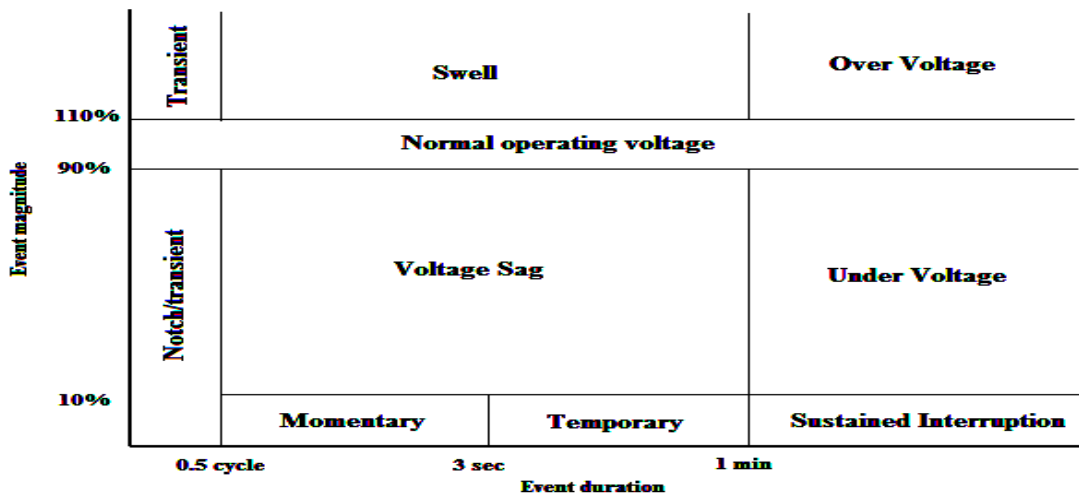 Transient
Swell
Over Voltage
110%
Normal operating voltage
90%
Event magnitude
Notch/transient
Voltage Sag
Under Voltage
10%
Momentary
Temporary
Sustained Interruption
0.5 cycle
3 sec
1 min
Event duration